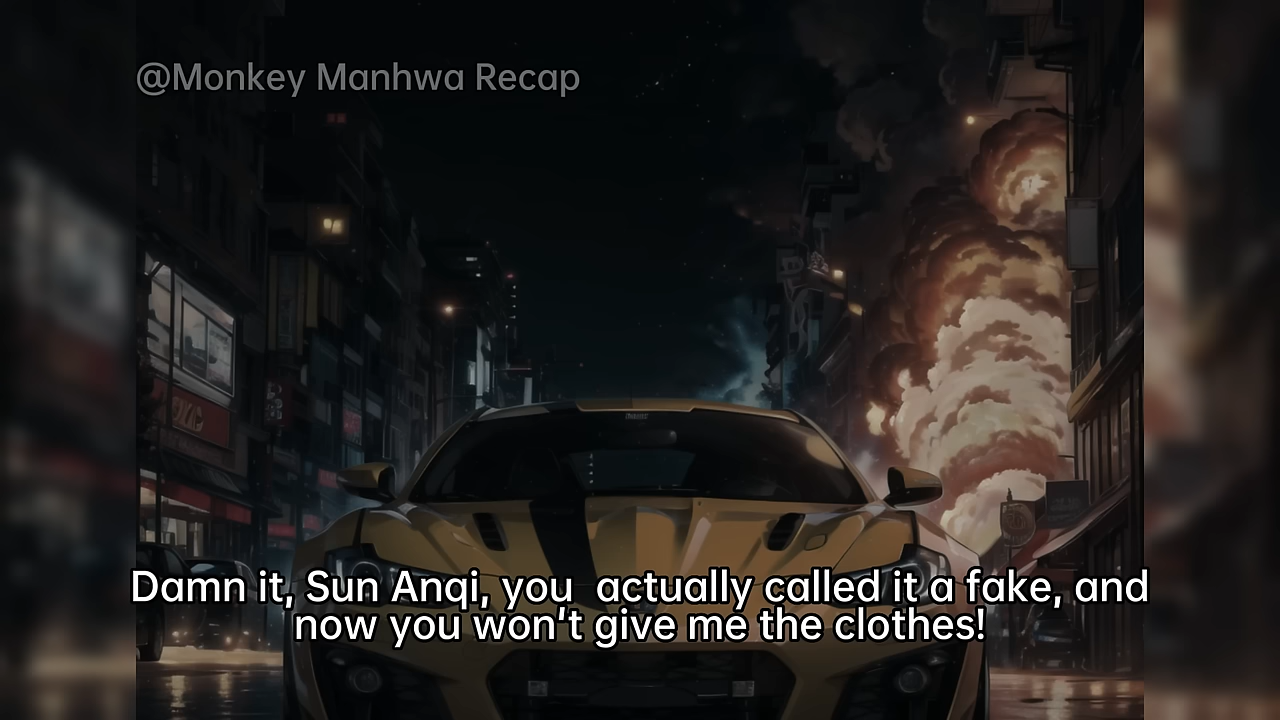 @Monkey Manhwa Recap
Damn it, Sun Anqi, you  actually called it a fake, and
now you won't give me the clothes!